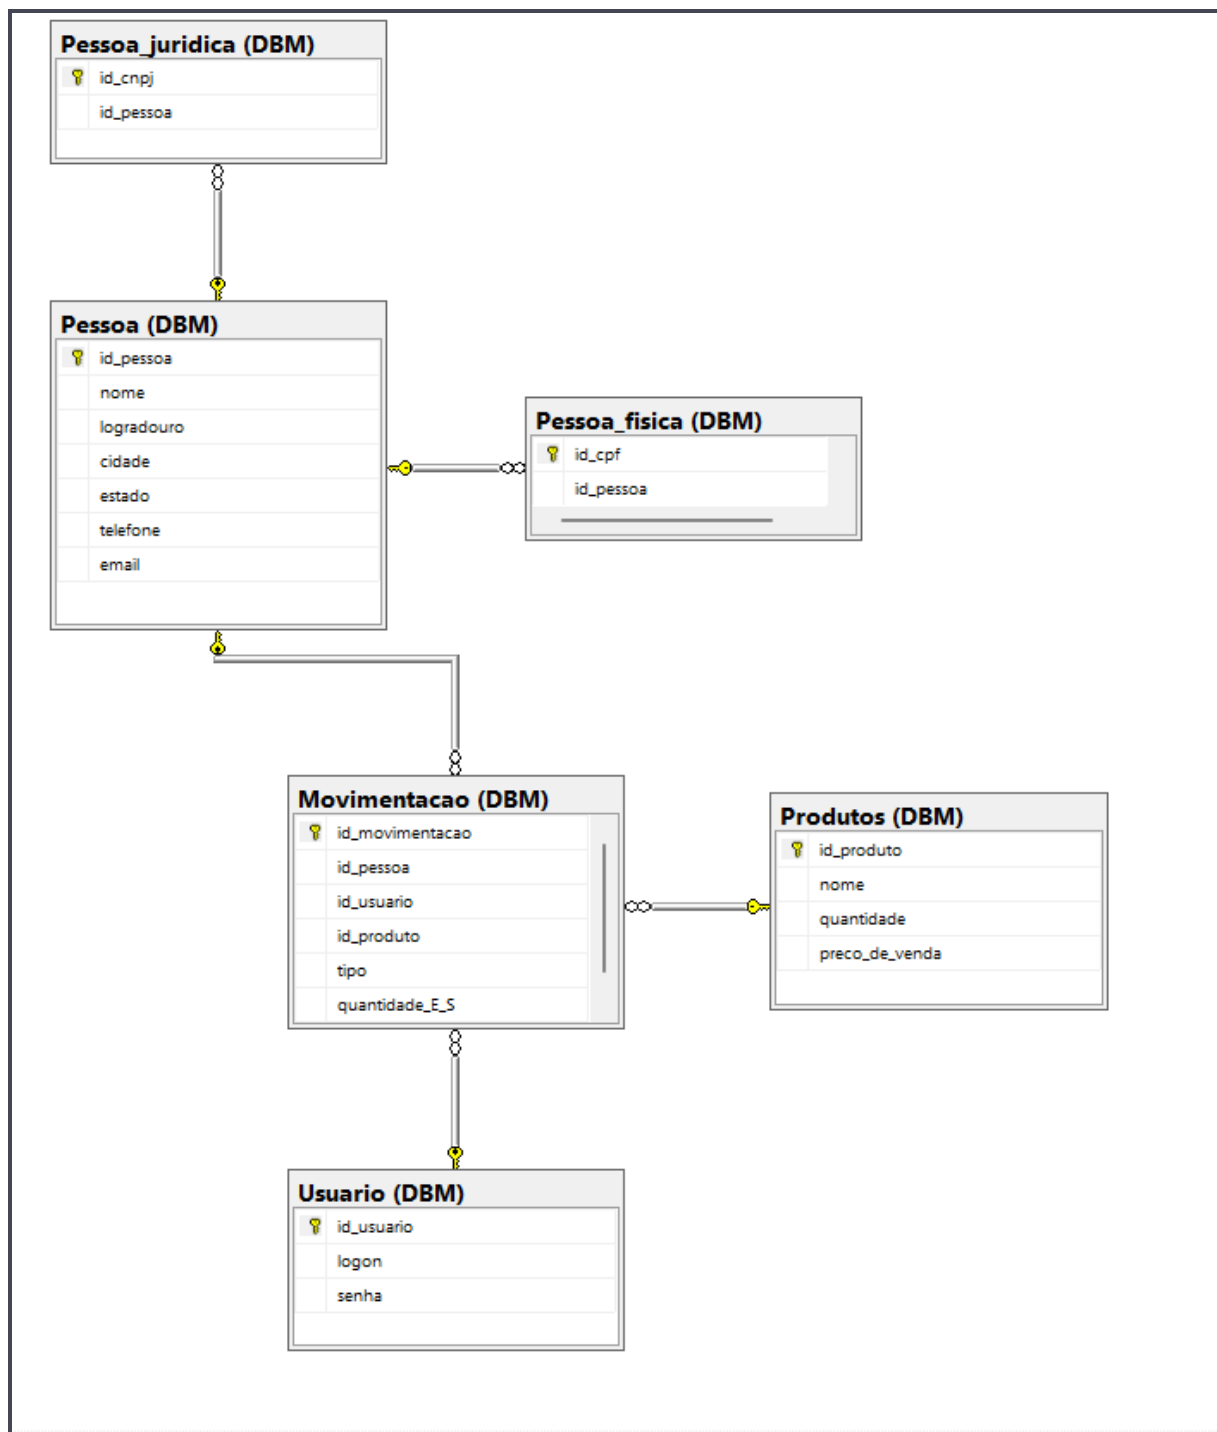 Pessoa_juridica (DBM)
id_cnpj
id_pessoa
Pessoa (DBM)
id_pessoa
nome
logradouro
cidade
estado
telefone
email
Pessoa_fisica (DBM)
id_cpf
id_pessoa
Movimentacao (DBM)
id_movimentacao
id_pessoa
id_usuario
id_produto
tipo
quantidade_E_S
Produtos (DBM)
id_produto
nome
quantidade
preco_de_venda
Usuario (DBM)
id_usuario
logon
senha